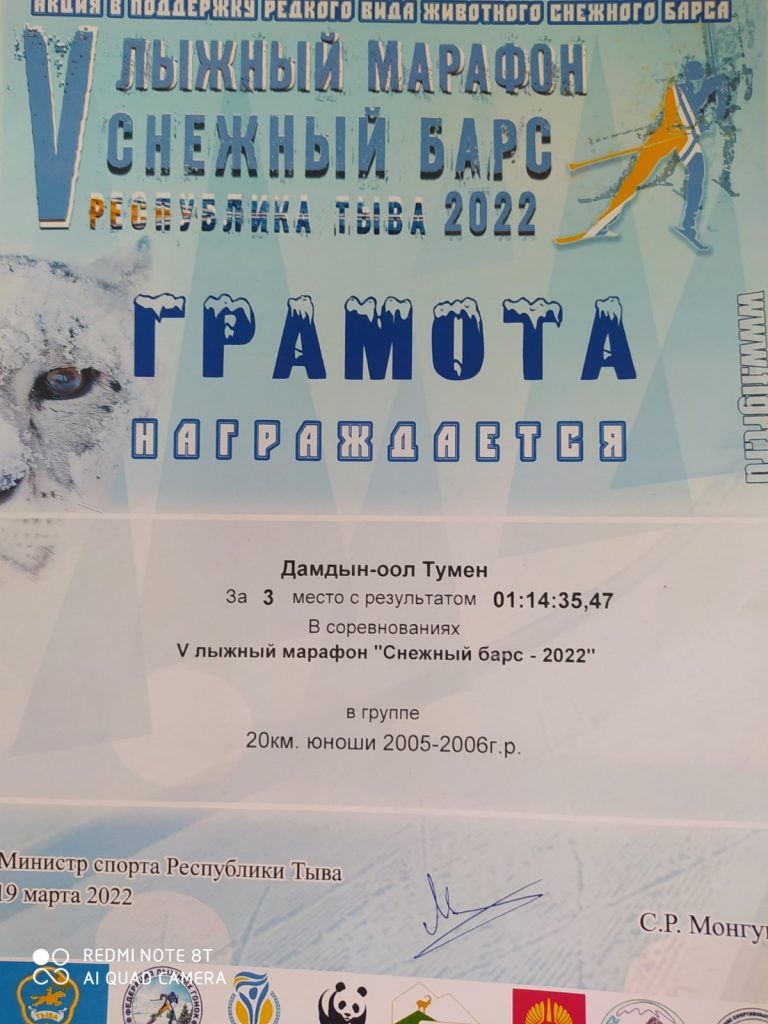 АКЦИЯ В ПОДДЕРЖКУ РЕДКОГО ВИДА ЖИВОТНОГО СНЕЖНОГО БАРСА
V ЛЫЖНЫЙ МАРАФОН
СНЕЖНЫЙ БАРС
РЕСПУБЛИКА ТЫВА 2022
ГРАМОТА
НАГРАЖДАЕТСЯ
Дамдын-оол Тумен
За 3 место с результатом 01:14:35,47
В соревнованиях
V лыжный марафон "Снежный барс - 2022"
в группе
20км. юноши 2005-2006г.р.
Министр спорта Республики Тыва
19 марта 2022
С.Р. Монгу
REDMI NOTE 8T
AI QUAD CAMERA
ТЫВА